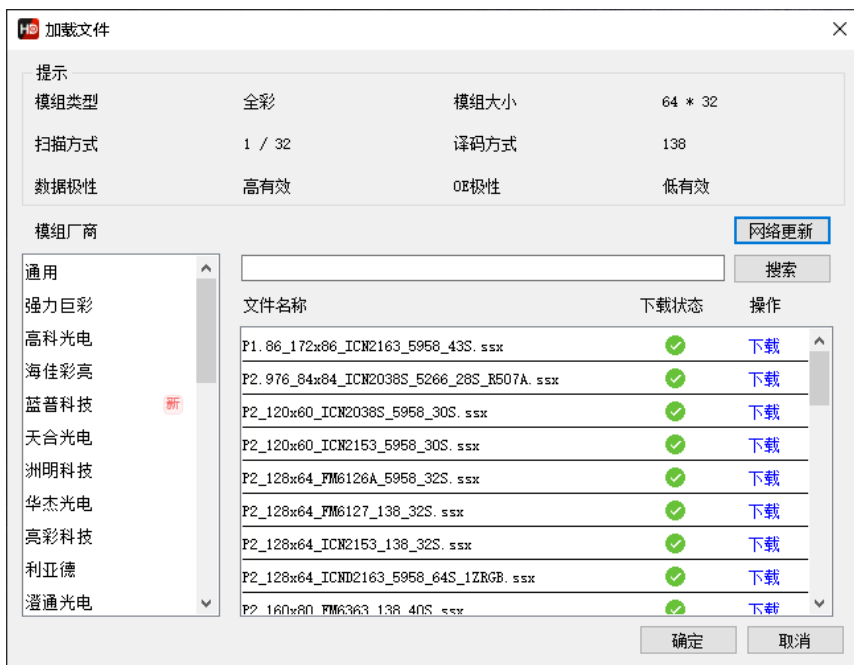 HD 加载文件
提示
模组类型 全彩 模组大小 64 * 32
扫描方式 1 / 32 译码方式 138
数据极性 高有效 OE极性 低有效
模组厂商 网络更新
搜索
文件名称 下载状态 操作
通用
强力巨彩
高科光电
海佳彩亮
蓝普科技 新
天合光电
洲明科技
华杰光电
亮彩科技
利亚德
澄通光电
P1.86_172x86_ICN2163_5958_43S.ssx 下载
P2.976_84x84_ICN2038S_5266_28S_R507A.ssx 下载
P2_120x60_ICN2038S_5958_30S.ssx 下载
P2_120x60_ICN2153_5958_30S.ssx 下载
P2_128x64_FM6126A_5958_32S.ssx 下载
P2_128x64_FM6127_138_32S.ssx 下载
P2_128x64_ICN2153_138_32S.ssx 下载
P2_128x64_ICND2163_5958_64S_1ZRGB.ssx 下载
P2_160x80_FM6363_138_40S.ssx 下载
确定 取消